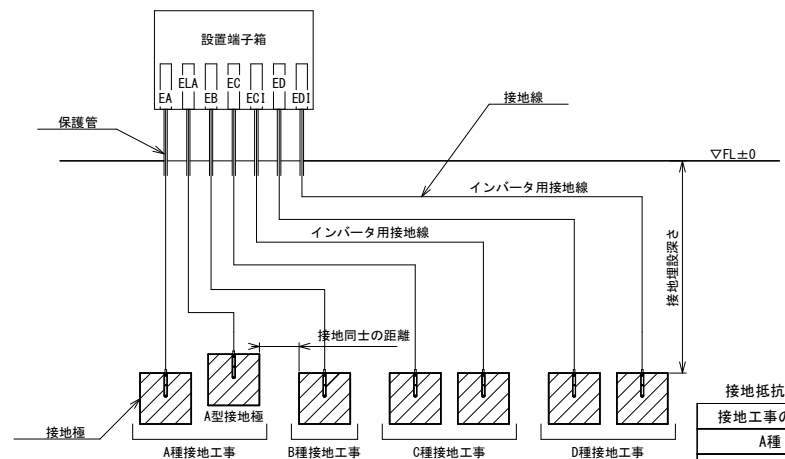 設置端子箱
EA
ELA
EB
EC
ECI
ED
EDI
保護管
接地線
▽FL±0
インバータ用接地線
インバータ用接地線
接地埋設深さ
接地同士の距離
A型接地極
接地極
A種接地工事
B種接地工事
C種接地工事
D種接地工事
接地抵抗
接地工事の
A種